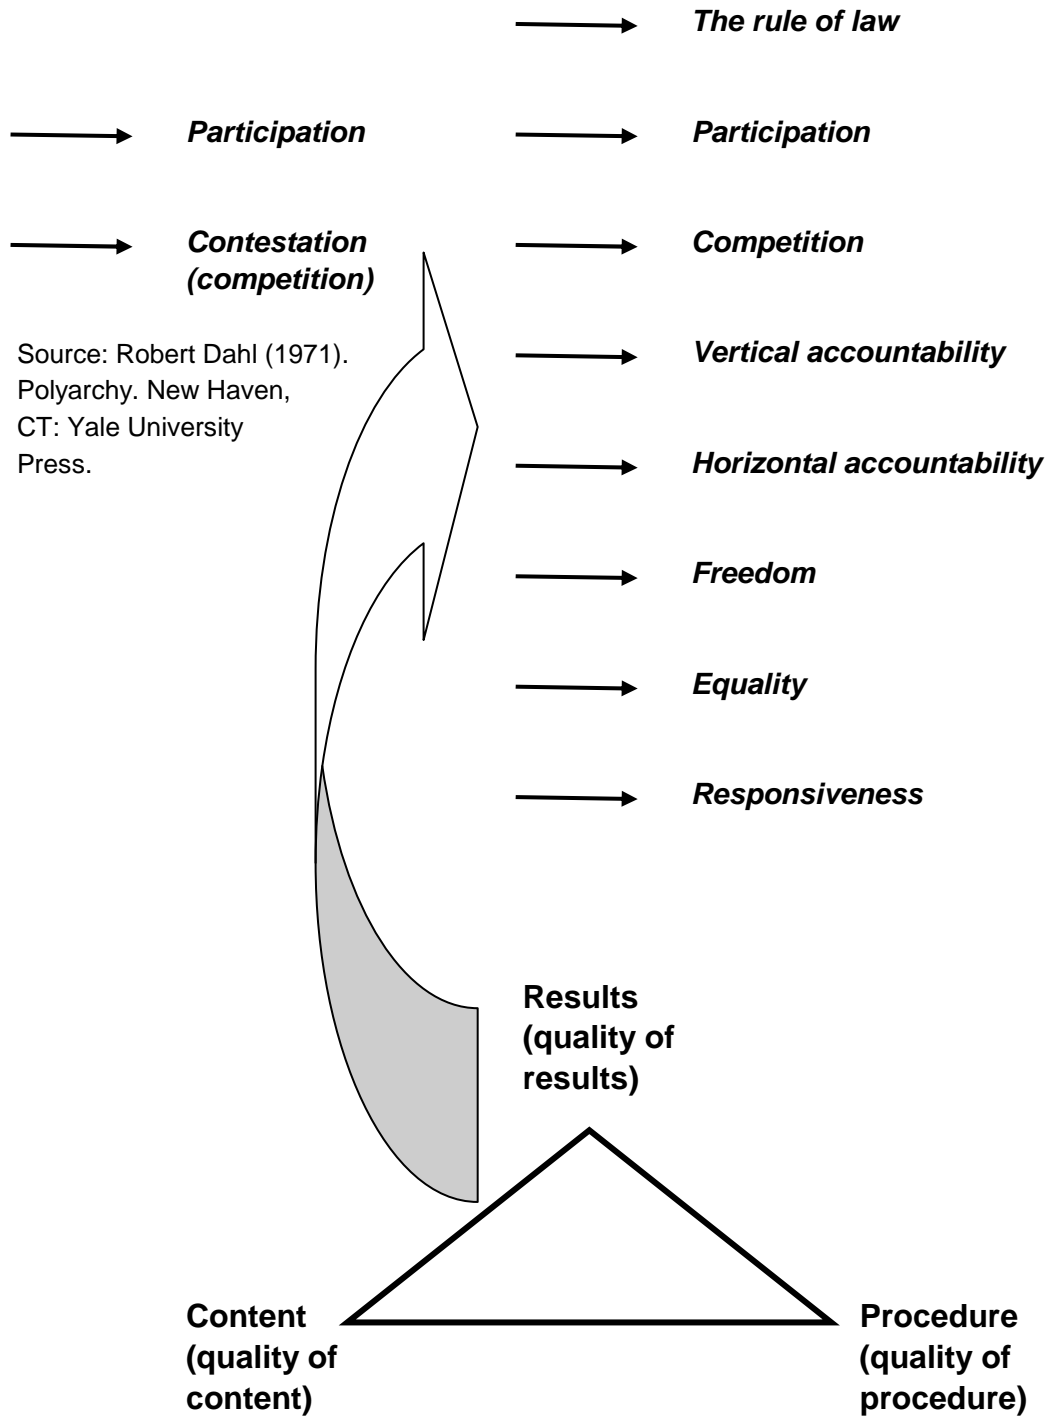 The rule of law
Participation
Participation
Contestation
(competition)
Competition
Source: Robert Dahl (1971).
Polyarchy. New Haven,
CT: Yale University
Press.
Vertical accountability
Horizontal accountability
Freedom
Equality
Responsiveness
Results
(quality of
results)
Content
(quality of
content)
Procedure
(quality of
procedure)